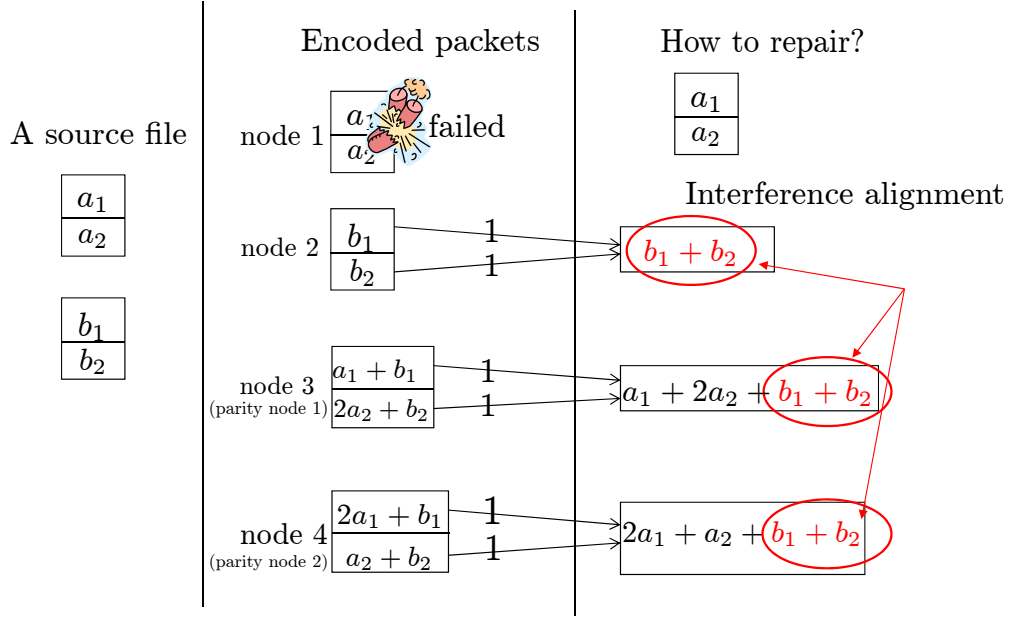 A source file
a₁
a₂
b₁
b₂
Encoded packets
node 1
a₁
a₂
failed
node 2
b₁
b₂
1
1
node 3
(parity node 1)
a₁ + b₁
2a₂ + b₂
1
1
node 4
(parity node 2)
2a₁ + b₁
a₂ + b₂
1
1
How to repair?
a₁
a₂
Interference alignment
b₁ + b₂
a₁ + 2a₂ + b₁ + b₂
2a₁ + a₂ + b₁ + b₂